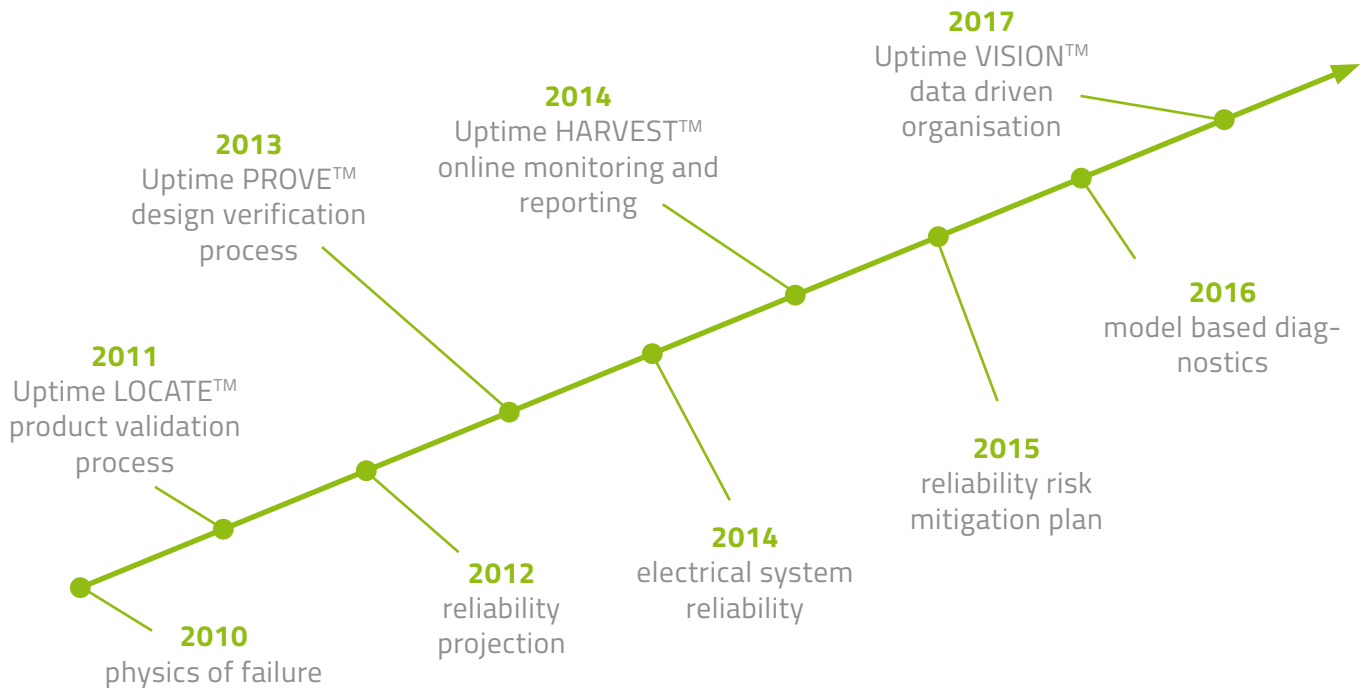 2010
physics of failure
2011
Uptime LOCATE™
product validation
process
2012
reliability
projection
2013
Uptime PROVE™
design verification
process
2014
electrical system
reliability
2014
Uptime HARVEST™
online monitoring and
reporting
2015
reliability risk
mitigation plan
2016
model based diag-
nostics
2017
Uptime VISION™
data driven
organisation